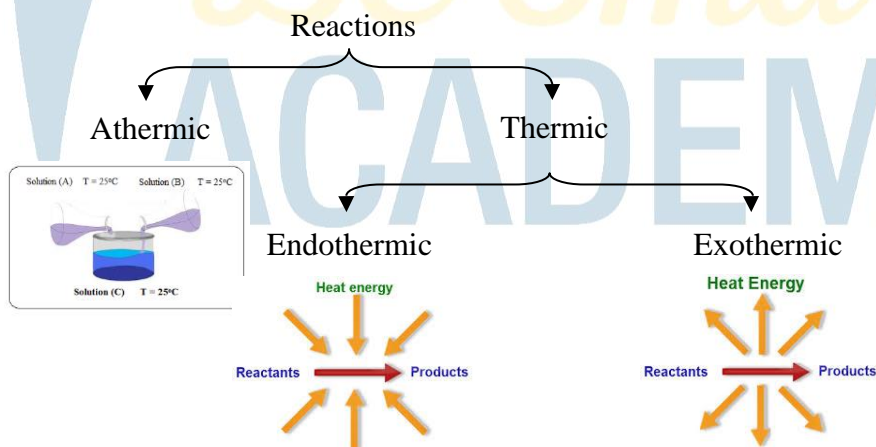 Reactions
Athermic
Thermic
Solution (A) T = 25°C Solution (B) T = 25°C
Solution (C) T = 25°C
Endothermic
Exothermic
Heat energy
Reactants
Products
Heat Energy
Reactants
Products
ACADEM